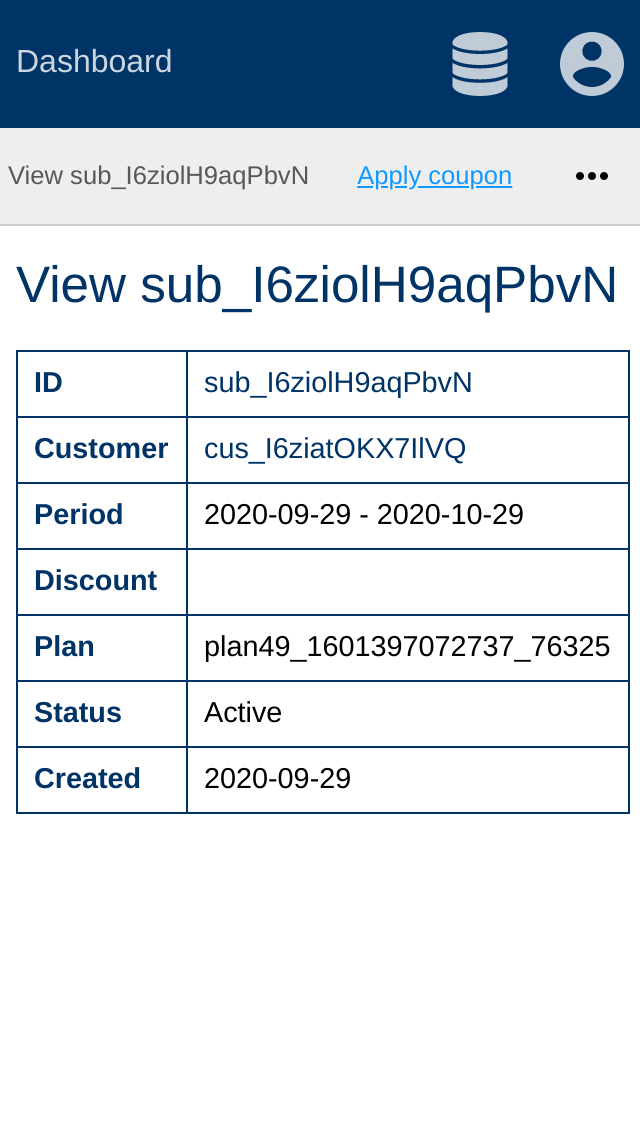 Dashboard
View sub_I6ziolH9aqPbvN Apply coupon •••
View sub_I6ziolH9aqPbvN
ID sub_I6ziolH9aqPbvN
Customer cus_I6ziatOKX7IlVQ
Period 2020-09-29 - 2020-10-29
Discount
Plan plan49_1601397072737_76325
Status Active
Created 2020-09-29